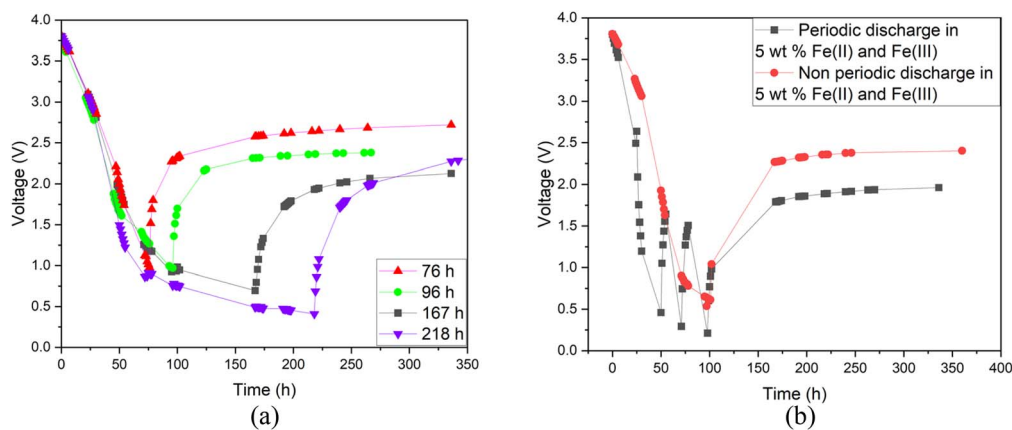 4.0
3.5
3.0
2.5
2.0
1.5
1.0
0.5
0.0
Voltage (V)
0 50 100 150 200 250 300 350
Time (h)
76 h
96 h
167 h
218 h
(a)
4.0
3.5
3.0
2.5
2.0
1.5
1.0
0.5
0.0
Voltage (V)
0 50 100 150 200 250 300 350 400
Time (h)
Periodic discharge in
5 wt % Fe(II) and Fe(III)
Non periodic discharge in
5 wt % Fe(II) and Fe(III)
(b)